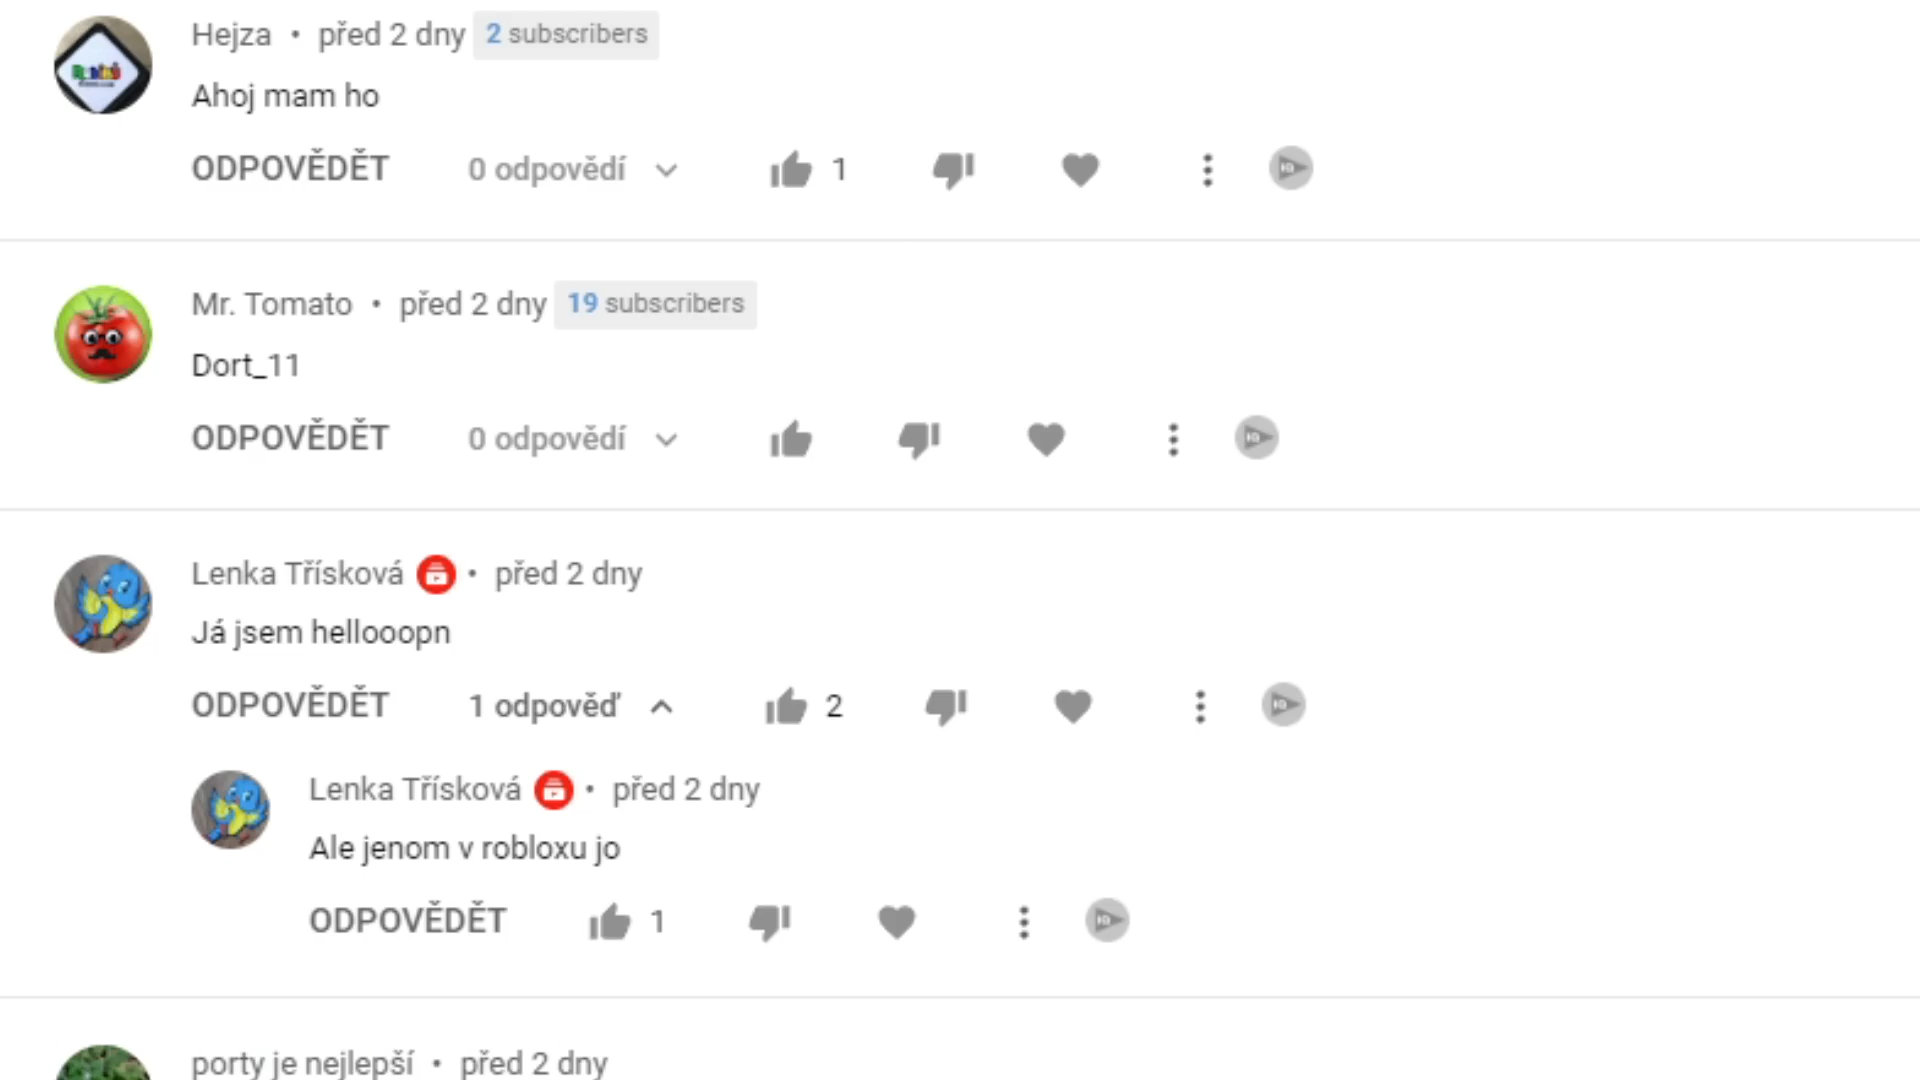 Hejza • před 2 dny 2 subscribers
Ahoj mam ho
ODPOVĚDĚT 0 odpovědí 1
Mr. Tomato • před 2 dny 19 subscribers
Dort_11
ODPOVĚDĚT 0 odpovědí
Lenka Třísková • před 2 dny
Já jsem hellooopn
ODPOVĚDĚT 1 odpověď 2
Lenka Třísková • před 2 dny
Ale jenom v robloxu jo
ODPOVĚDĚT 1
porty je nejlepší • před 2 dny